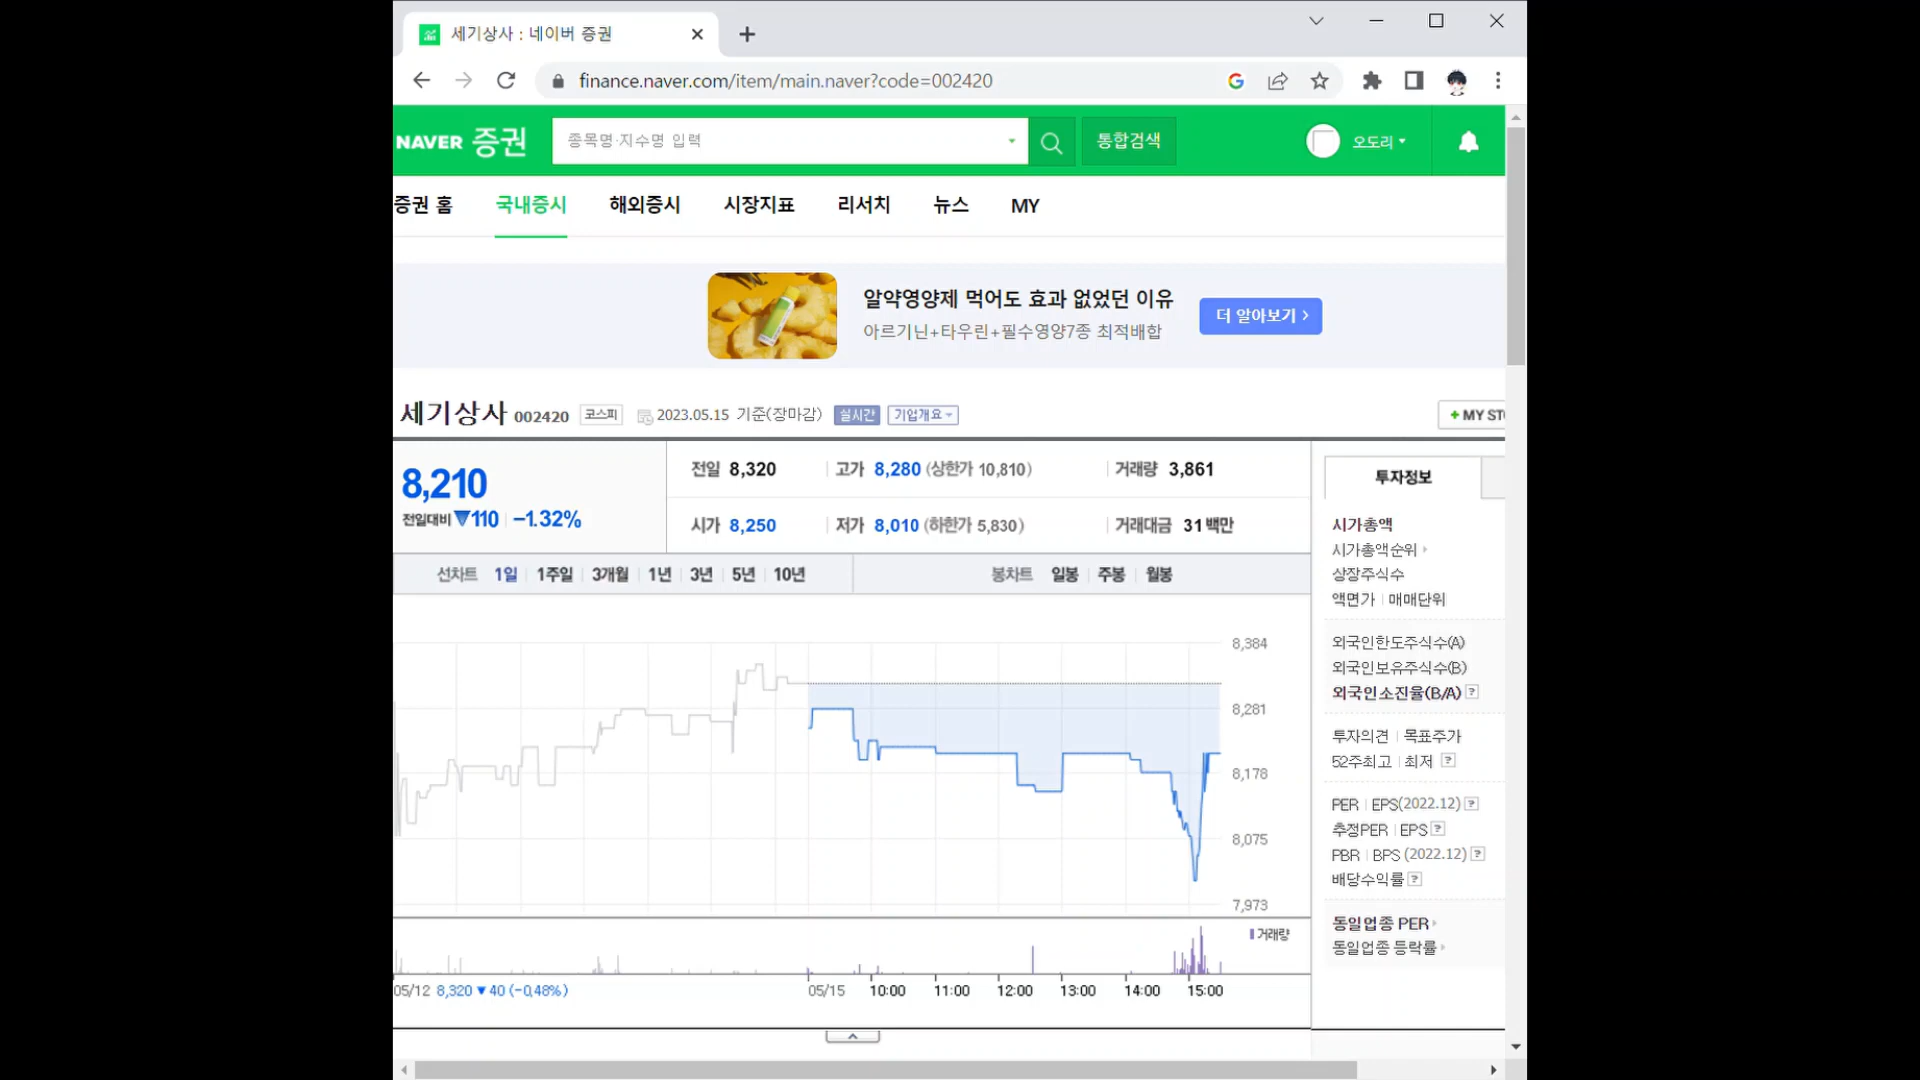 세기상사 : 네이버 증권
finance.naver.com/item/main.naver?code=002420
NAVER 증권
종목명·지수명 입력
통합검색
오도리
증권 홈 국내증시 해외증시 시장지표 리서치 뉴스 MY
알약영양제 먹어도 효과 없었던 이유
아르기닌+타우린+필수영양7종 최적배합
더 알아보기 >
세기상사 002420 코스피 2023.05.15 기준(장마감) 실시간 기업개요
+ MY ST
8,210
전일대비 ▼110 -1.32%
전일 8,320 고가 8,280 (상한가 10,810) 거래량 3,861
시가 8,250 저가 8,010 (하한가 5,830) 거래대금 31백만
선차트 1일 1주일 3개월 1년 3년 5년 10년
봉차트 일봉 주봉 월봉
8,384
8,281
8,178
8,075
7,973
거래량
05/12 8,320 ▼ 40 (-0.48%)
05/15 10:00 11:00 12:00 13:00 14:00 15:00
투자정보
시가총액
시가총액순위
상장주식수
액면가 | 매매단위
외국인한도주식수(A)
외국인보유주식수(B)
외국인소진율(B/A) ?
투자의견 | 목표주가
52주최고 | 최저 ?
PER | EPS(2022.12) ?
추정PER | EPS ?
PBR | BPS (2022.12) ?
배당수익률 ?
동일업종 PER
동일업종 등락률